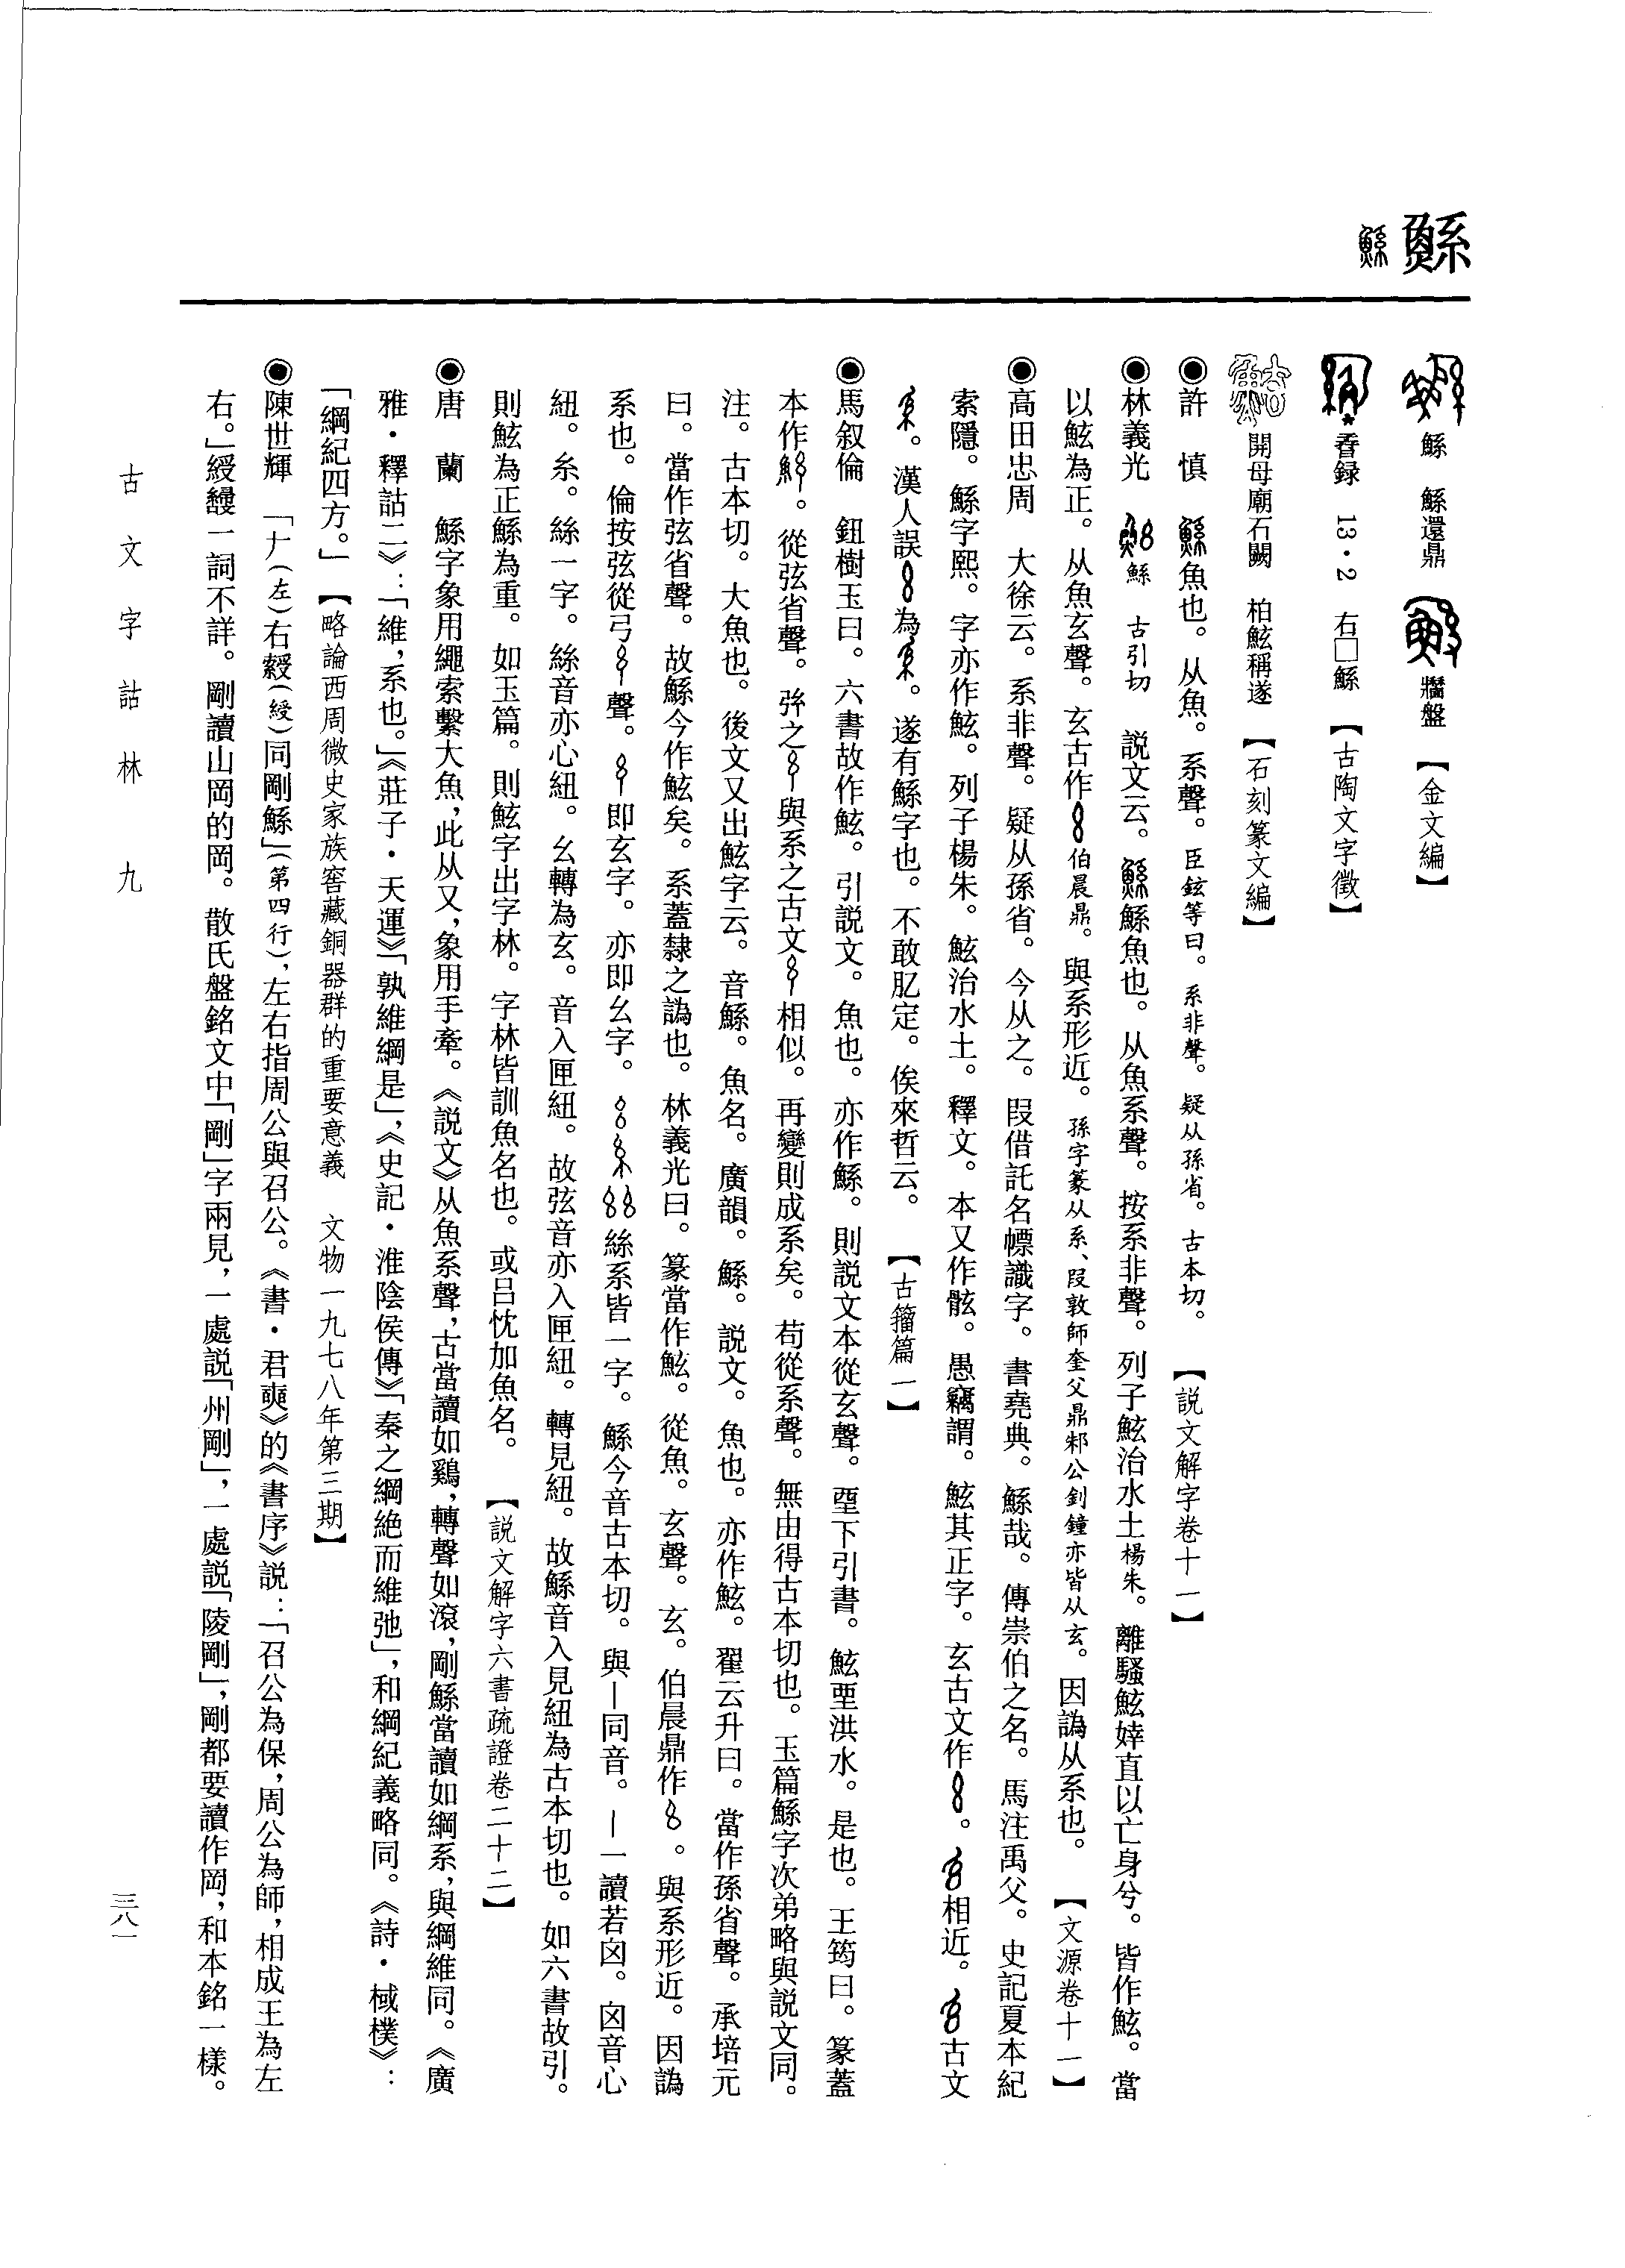 鯀
鯀　鯀還鼎　牆盤　【金文編】
香録　13·2　右□鯀　【古陶文字徵】
開母廟石闕　柏鮌稱遂　【石刻篆文編】
◉許　慎　鯀魚也。从魚。系聲。臣鉉等曰。系非聲。疑从孫省。古本切。　【説文解字卷十一】
◉林義光　鯀　古引切　説文云。鯀鯀魚也。从魚系聲。按系非聲。列子鮌治水土楊朱。離騷鮌婞直以亡身兮。皆作鮌。當
以鮌為正。从魚玄聲。玄古作伯晨鼎。與系形近。孫字篆从系、叚敦師奎父鼎邾公釗鐘亦皆从玄。因譌从系也。　【文源卷十一】
◉高田忠周　大徐云。系非聲。疑从孫省。今从之。叚借託名幖識字。書堯典。鯀哉。傳崇伯之名。馬注禹父。史記夏本紀
索隱。鯀字熙。字亦作鮌。列子楊朱。鮌治水土。釋文。本又作骸。愚竊謂。鮌其正字。玄古文作。相近。古文
。漢人誤為。遂有鯀字也。不敢肊定。俟來哲云。　【古籀篇一】
◉馬叙倫　鈕樹玉曰。六書故作鮌。引説文。魚也。亦作鯀。則説文本從玄聲。垔下引書。鮌垔洪水。是也。王筠曰。篆蓋
本作。從弦省聲。弅之與系之古文相似。再變則成系矣。苟從系聲。無由得古本切也。玉篇鯀字次弟略與説文同。
注。古本切。大魚也。後文又出鮌字云。音鯀。魚名。廣韻。鯀。説文。魚也。亦作鮌。翟云升曰。當作孫省聲。承培元
曰。當作弦省聲。故鯀今作鮌矣。系蓋隸之譌也。林義光曰。篆當作鮌。從魚。玄聲。玄。伯晨鼎作。與系形近。因譌
系也。倫按弦從弓聲。即玄字。亦即幺字。絲系皆一字。鯀今音古本切。與丨同音。丨一讀若囟。囟音心
紐。糸。絲一字。絲音亦心紐。幺轉為玄。音入匣紐。故弦音亦入匣紐。轉見紐。故鯀音入見紐為古本切也。如六書故引。
則鮌為正鯀為重。如玉篇。則鮌字出字林。字林皆訓魚名也。或呂忱加魚名。　【説文解字六書疏證卷二十二】
◉唐　蘭　鯀字象用繩索繫大魚，此从又，象用手牽。《説文》从魚系聲，古當讀如鷄，轉聲如滾，剛鯀當讀如綱系，與綱維同。《廣
雅·釋詁二》：「維，系也。」《莊子·天運》「孰維綱是」，《史記·淮陰侯傳》「秦之綱絶而維弛」，和綱紀義略同。《詩·棫樸》：
「綱紀四方。」　【略論西周微史家族窖藏銅器群的重要意義　文物一九七八年第三期】
◉陳世輝　「𠂇（左）右（綬）同剛鯀」（第四行），左右指周公與召公。《書·君奭》的《書序》説：「召公為保，周公為師，相成王為左
右。」綬一詞不詳。剛讀山岡的岡。散氏盤銘文中「剛」字兩見，一處説「州剛」，一處説「陵剛」，剛都要讀作岡；和本銘一樣。
古文字詁林　九
三八一